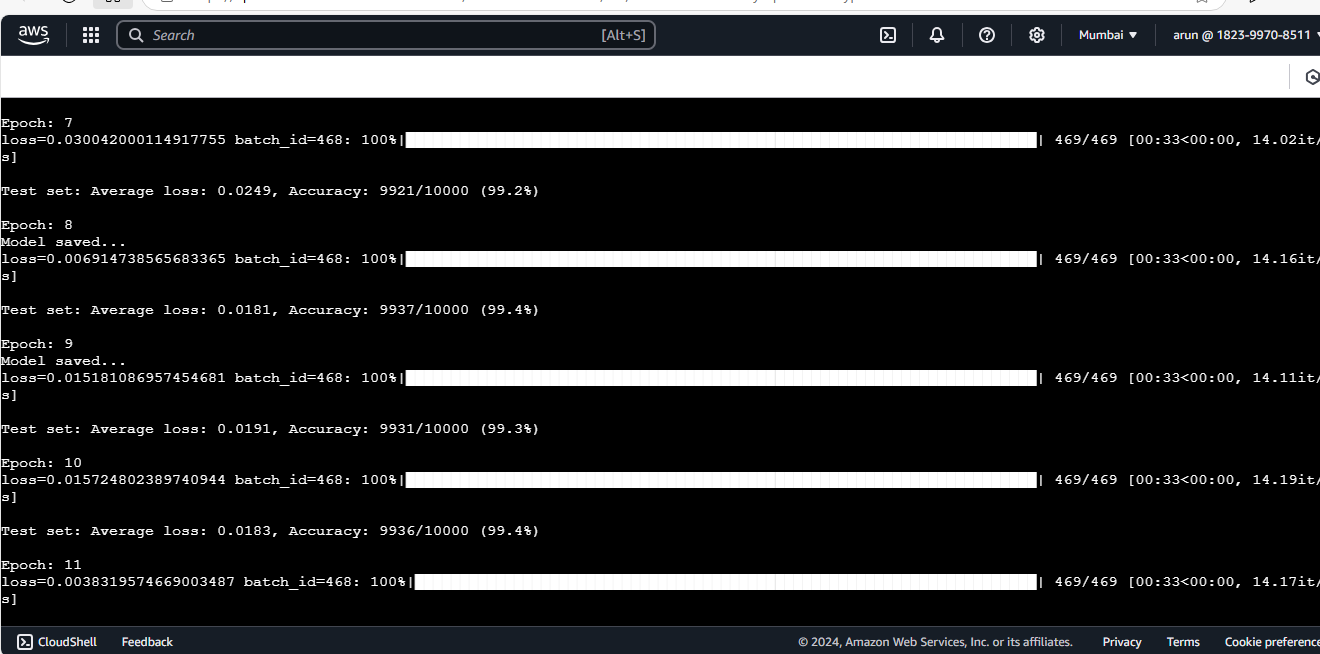 aws
Search [Alt+S] Mumbai ▼ arun @ 1823-9970-8511
Epoch: 7
loss=0.030042000114917755 batch_id=468: 100%| | 469/469 [00:33<00:00, 14.02it/
s]
Test set: Average loss: 0.0249, Accuracy: 9921/10000 (99.2%)
Epoch: 8
Model saved...
loss=0.006914738565683365 batch_id=468: 100%| | 469/469 [00:33<00:00, 14.16it/
s]
Test set: Average loss: 0.0181, Accuracy: 9937/10000 (99.4%)
Epoch: 9
Model saved...
loss=0.015181086957454681 batch_id=468: 100%| | 469/469 [00:33<00:00, 14.11it/
s]
Test set: Average loss: 0.0191, Accuracy: 9931/10000 (99.3%)
Epoch: 10
loss=0.015724802389740944 batch_id=468: 100%| | 469/469 [00:33<00:00, 14.19it/
s]
Test set: Average loss: 0.0183, Accuracy: 9936/10000 (99.4%)
Epoch: 11
loss=0.0038319574669003487 batch_id=468: 100%| | 469/469 [00:33<00:00, 14.17it/
s]
CloudShell Feedback © 2024, Amazon Web Services, Inc. or its affiliates. Privacy Terms Cookie preference